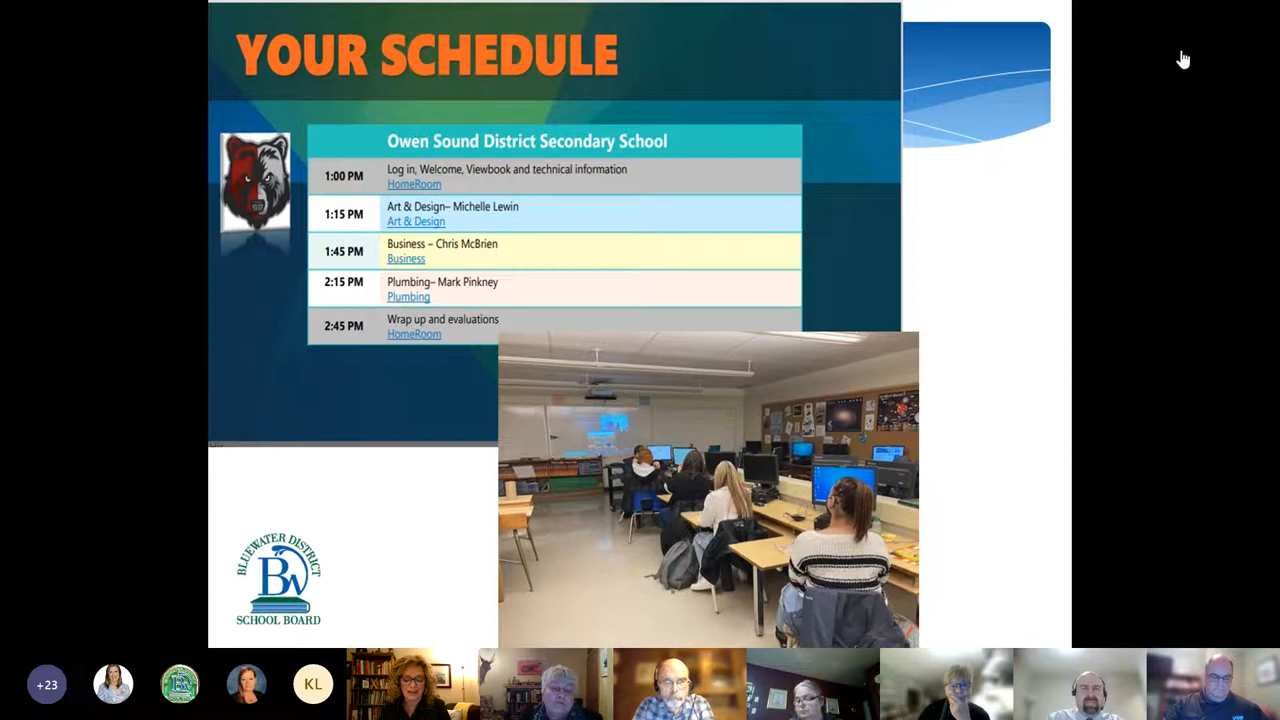 YOUR SCHEDULE
Owen Sound District Secondary School
1:00 PM
Log in, Welcome, Viewbook and technical information
HomeRoom
1:15 PM
Art & Design– Michelle Lewin
Art & Design
1:45 PM
Business – Chris McBrien
Business
2:15 PM
Plumbing– Mark Pinkney
Plumbing
2:45 PM
Wrap up and evaluations
HomeRoom
BLUEWATER DISTRICT
BW
SCHOOL BOARD
+23
KL